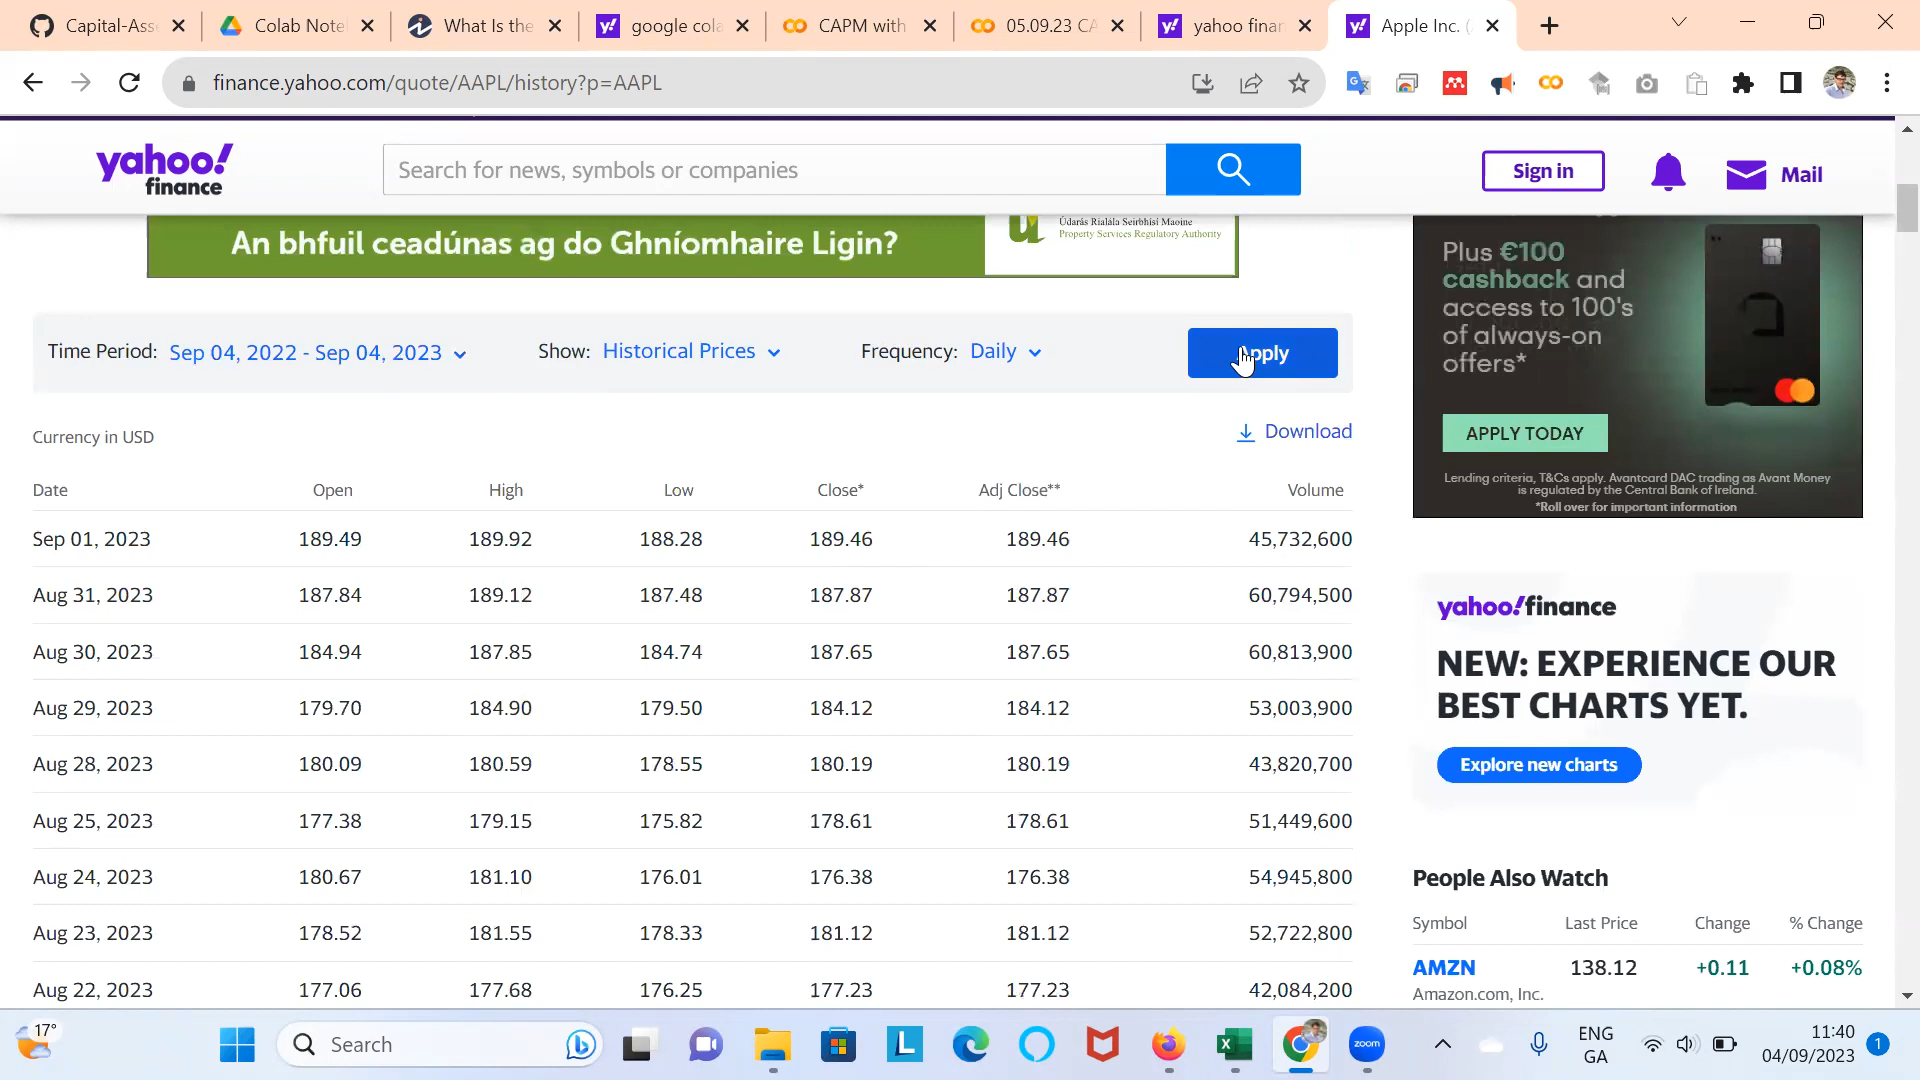 Capital-Ass
Colab Note
What Is the
google cola
CAPM with
05.09.23 CA
yahoo finan
Apple Inc. (
finance.yahoo.com/quote/AAPL/history?p=AAPL
yahoo!
finance
Search for news, symbols or companies
Sign in
Mail
An bhfuil ceadúnas ag do Ghníomhaire Ligin?
Údarás Rialála Seirbhísí Maoine
Property Services Regulatory Authority
Time Period: Sep 04, 2022 - Sep 04, 2023
Show: Historical Prices
Frequency: Daily
Apply
Currency in USD
Download
Date Open High Low Close* Adj Close** Volume
Sep 01, 2023 189.49 189.92 188.28 189.46 189.46 45,732,600
Aug 31, 2023 187.84 189.12 187.48 187.87 187.87 60,794,500
Aug 30, 2023 184.94 187.85 184.74 187.65 187.65 60,813,900
Aug 29, 2023 179.70 184.90 179.50 184.12 184.12 53,003,900
Aug 28, 2023 180.09 180.59 178.55 180.19 180.19 43,820,700
Aug 25, 2023 177.38 179.15 175.82 178.61 178.61 51,449,600
Aug 24, 2023 180.67 181.10 176.01 176.38 176.38 54,945,800
Aug 23, 2023 178.52 181.55 178.33 181.12 181.12 52,722,800
Aug 22, 2023 177.06 177.68 176.25 177.23 177.23 42,084,200
Plus €100
cashback and
access to 100's
of always-on
offers*
APPLY TODAY
Lending criteria, T&Cs apply. Avantcard DAC trading as Avant Money
is regulated by the Central Bank of Ireland.
*Roll over for important information
yahoo!finance
NEW: EXPERIENCE OUR
BEST CHARTS YET.
Explore new charts
People Also Watch
Symbol Last Price Change % Change
AMZN 138.12 +0.11 +0.08%
Amazon.com, Inc.
17°
Search
L
zoom
ENG
GA
11:40
04/09/2023
1